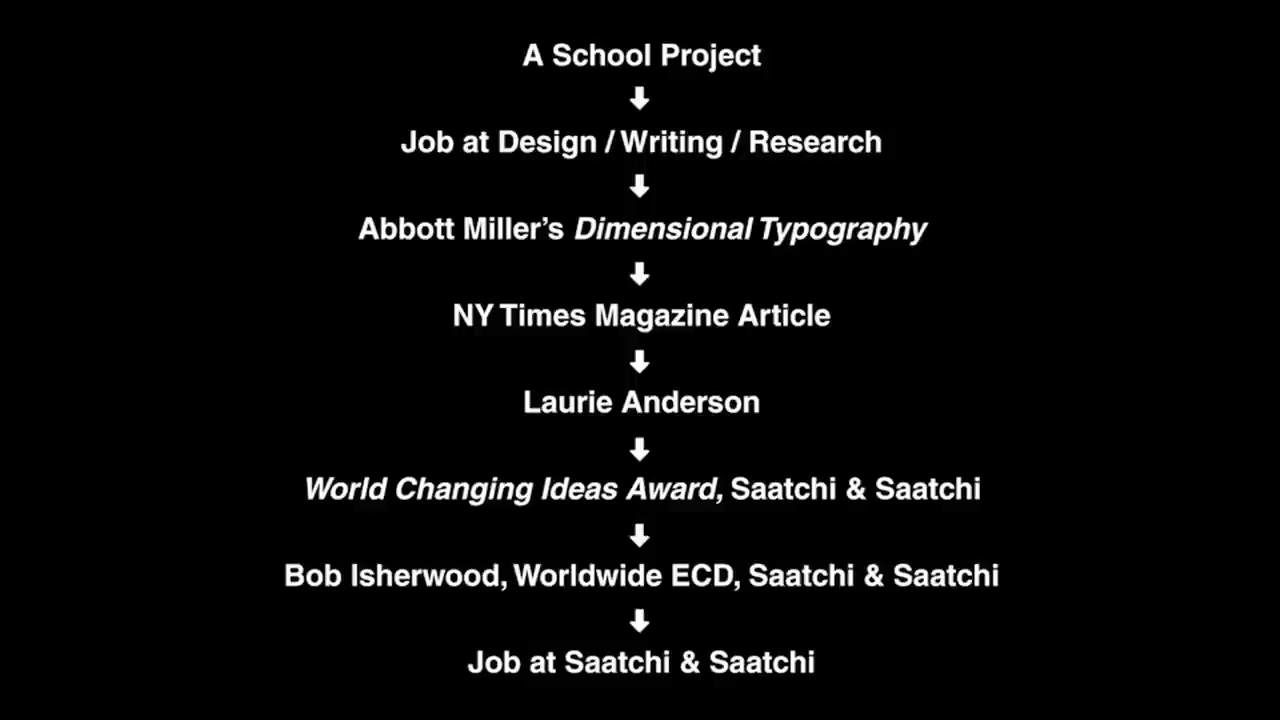 A School Project
Job at Design / Writing / Research
Abbott Miller’s Dimensional Typography
NY Times Magazine Article
Laurie Anderson
World Changing Ideas Award, Saatchi & Saatchi
Bob Isherwood, Worldwide ECD, Saatchi & Saatchi
Job at Saatchi & Saatchi